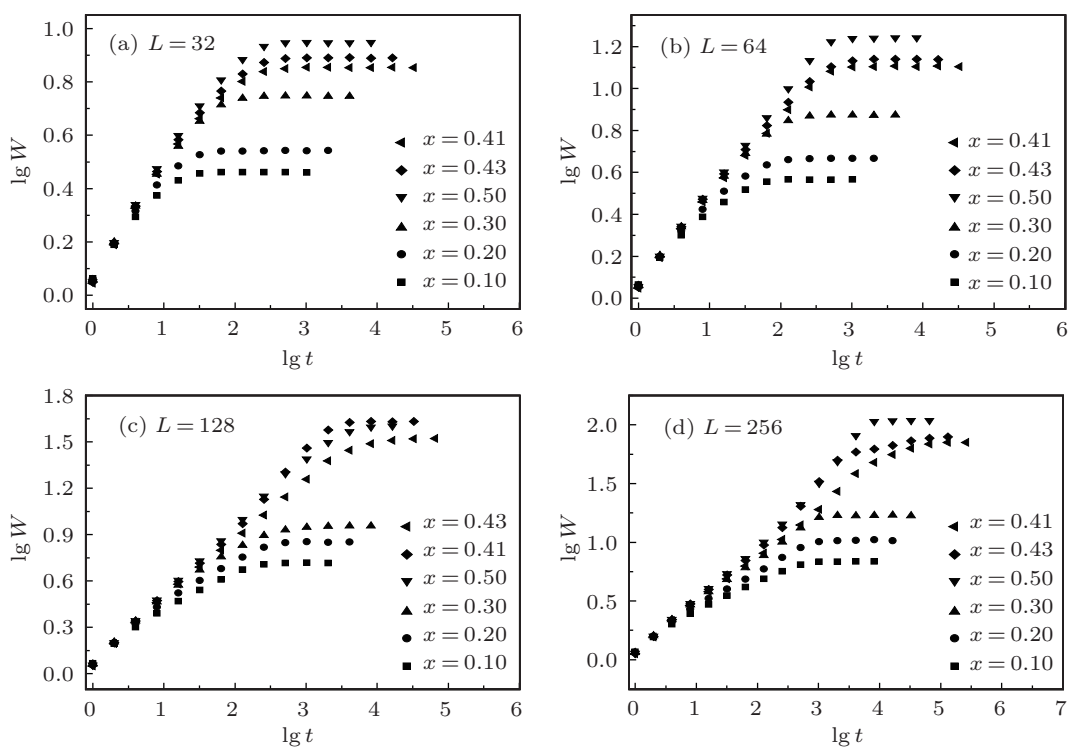 (a) L = 32
lg W
1.0
0.8
0.6
0.4
0.2
0.0
x = 0.41
x = 0.43
x = 0.50
x = 0.30
x = 0.20
x = 0.10
0 1 2 3 4 5 6
lg t
(b) L = 64
lg W
1.2
1.0
0.8
0.6
0.4
0.2
0.0
x = 0.41
x = 0.43
x = 0.50
x = 0.30
x = 0.20
x = 0.10
0 1 2 3 4 5 6
lg t
(c) L = 128
lg W
1.8
1.5
1.2
0.9
0.6
0.3
0.0
x = 0.43
x = 0.41
x = 0.50
x = 0.30
x = 0.20
x = 0.10
0 1 2 3 4 5 6
lg t
(d) L = 256
lg W
2.0
1.5
1.0
0.5
0.0
x = 0.41
x = 0.43
x = 0.50
x = 0.30
x = 0.20
x = 0.10
0 1 2 3 4 5 6 7
lg t